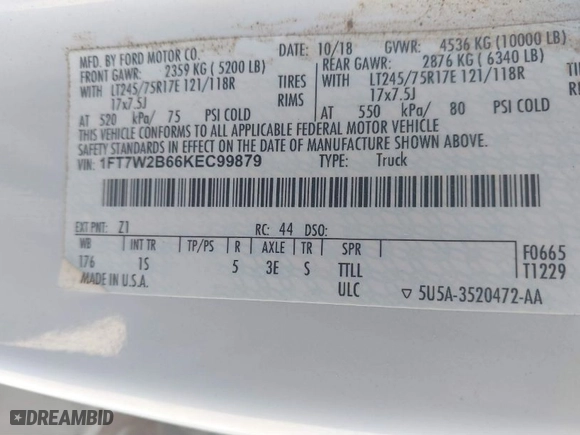 MFD. BY FORD MOTOR CO.
DATE: 10/18 GVWR: 4536 KG (10000 LB)
FRONT GAWR: 2359 KG ( 5200 LB) REAR GAWR: 2876 KG ( 6340 LB)
WITH LT245/75R17E 121/118R TIRES WITH LT245/75R17E 121/118R
17x7.5J RIMS 17x7.5J
AT 520 kPa/ 75 PSI COLD AT 550 kPa/ 80 PSI COLD
THIS VEHICLE CONFORMS TO ALL APPLICABLE FEDERAL MOTOR VEHICLE
SAFETY STANDARDS IN EFFECT ON THE DATE OF MANUFACTURE SHOWN ABOVE.
VIN: 1FT7W2B66KEC99879 TYPE: Truck
EXT PNT: Z1 RC: 44 DSO:
WB INT TR TP/PS R AXLE TR SPR F0665
176 1S 5 3E S TTLL T1229
MADE IN U.S.A. ULC ▽ 5U5A-3520472-AA
DREAMBID